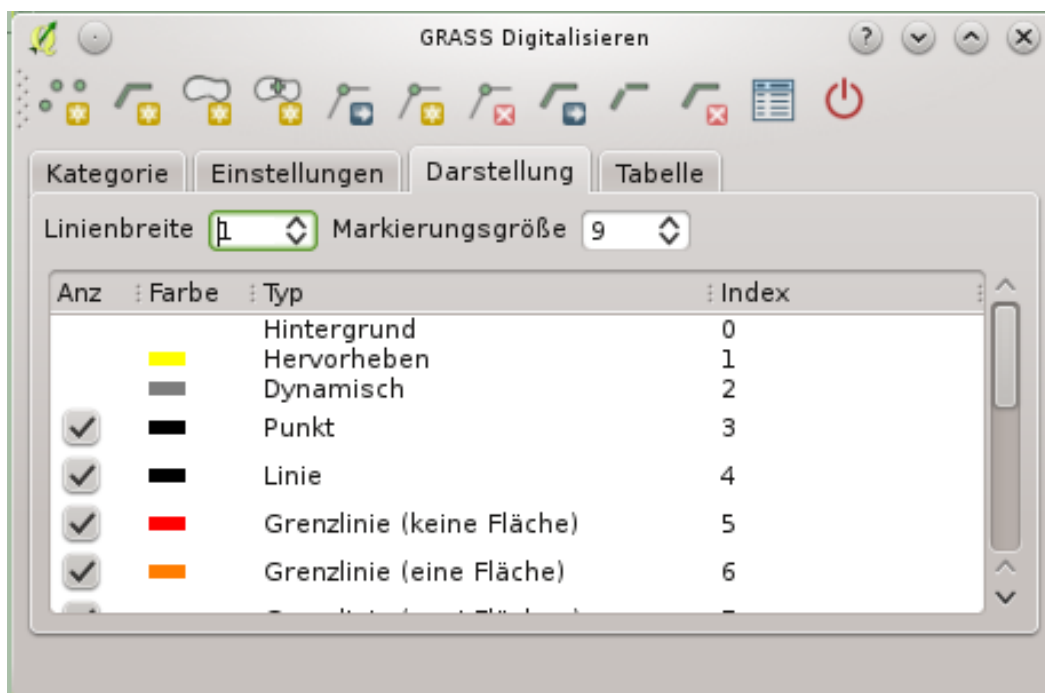 GRASS Digitalisieren
Kategorie Einstellungen Darstellung Tabelle
Linienbreite 1 Markierungsgröße 9
Anz Farbe Typ Index
Hintergrund 0
Hervorheben 1
Dynamisch 2
Punkt 3
Linie 4
Grenzlinie (keine Fläche) 5
Grenzlinie (eine Fläche) 6